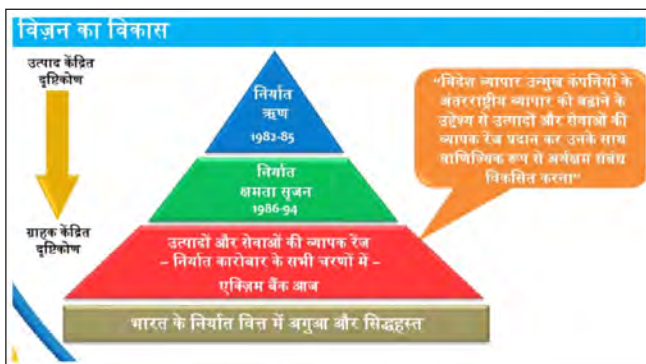 विज़न का विकास
उत्पाद केंद्रित
दृष्टिकोण
ग्राहक केंद्रित
दृष्टिकोण
निर्यात
ऋण
1982-85
निर्यात
क्षमता सृजन
1986-94
उत्पादों और सेवाओं की व्यापक रेंज
– निर्यात कारोबार के सभी चरणों में –
एक्ज़िम बैंक आज
भारत के निर्यात वित्त में अगुआ और सिद्धहस्त
"विदेश व्यापार उन्मुख कंपनियों के
अंतरराष्ट्रीय व्यापार को बढ़ाने के
उद्देश्य से उत्पादों और सेवाओं की
व्यापक रेंज प्रदान कर उनके साथ
वाणिज्यिक रूप से अर्थक्षम संबंध
विकसित करना"